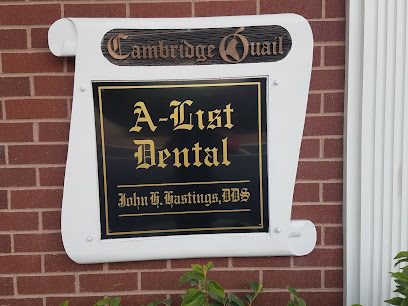 Cambridge Quail
A-List
Dental
John H. Hastings, DDS